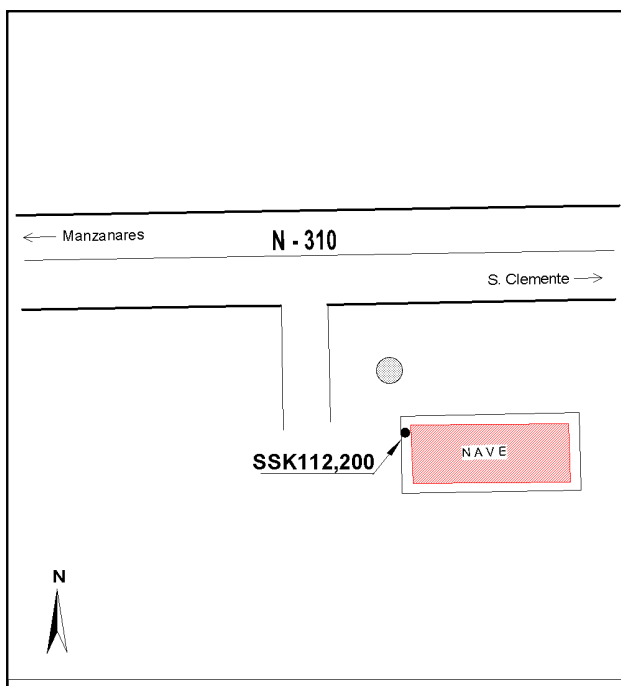 N - 310
Manzanares
S. Clemente
SSK112,200
NAVE
N